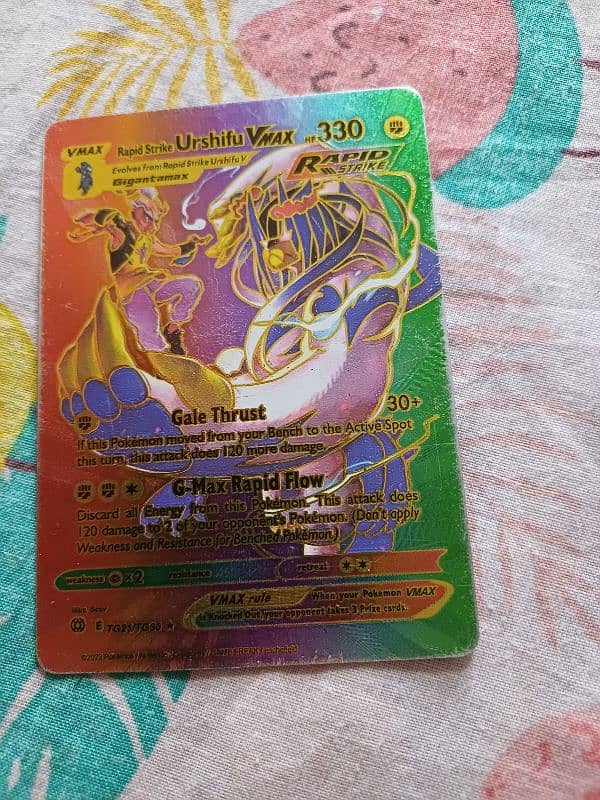 VMAX
Rapid Strike Urshifu VMAX HP 330
Evolves from Rapid Strike Urshifu V
Gigantamax
RAPID
STRIKE
Gale Thrust 30+
If this Pokémon moved from your Bench to the Active Spot
this turn, this attack does 120 more damage.
G-Max Rapid Flow
Discard all Energy from this Pokémon. This attack does
120 damage to 2 of your opponent's Pokémon. (Don't apply
Weakness and Resistance for Benched Pokémon.)
weakness ×2 resistance retreat
VMAX rule When your Pokémon VMAX
is Knocked Out, your opponent takes 3 Prize cards.
Illus.
E TG21/TG30 ★
Pokémon